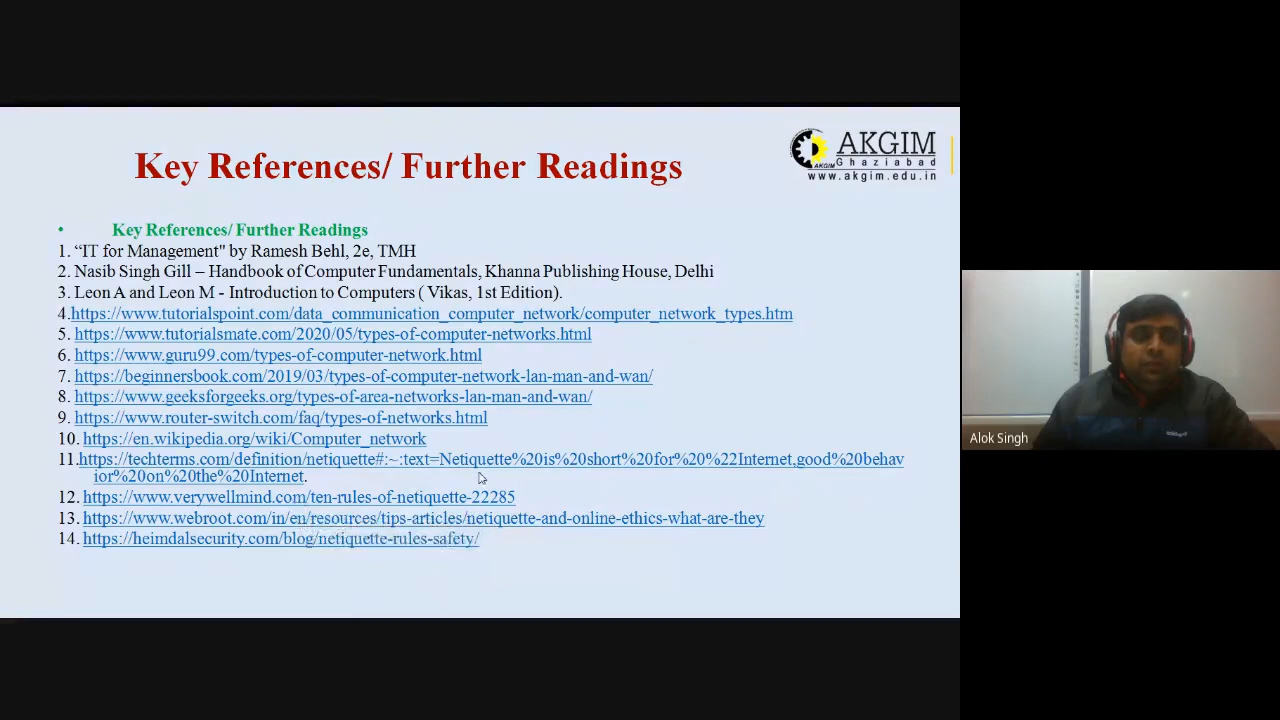 Key References/ Further Readings
AKGIM
Ghaziabad
www.akgim.edu.in
AKGIM
• Key References/ Further Readings
1. “IT for Management" by Ramesh Behl, 2e, TMH
2. Nasib Singh Gill – Handbook of Computer Fundamentals, Khanna Publishing House, Delhi
3. Leon A and Leon M - Introduction to Computers ( Vikas, 1st Edition).
4.https://www.tutorialspoint.com/data_communication_computer_network/computer_network_types.htm
5. https://www.tutorialsmate.com/2020/05/types-of-computer-networks.html
6. https://www.guru99.com/types-of-computer-network.html
7. https://beginnersbook.com/2019/03/types-of-computer-network-lan-man-and-wan/
8. https://www.geeksforgeeks.org/types-of-area-networks-lan-man-and-wan/
9. https://www.router-switch.com/faq/types-of-networks.html
10. https://en.wikipedia.org/wiki/Computer_network
11.https://techterms.com/definition/netiquette#:~:text=Netiquette%20is%20short%20for%20%22Internet,good%20behav
ior%20on%20the%20Internet.
12. https://www.verywellmind.com/ten-rules-of-netiquette-22285
13. https://www.webroot.com/in/en/resources/tips-articles/netiquette-and-online-ethics-what-are-they
14. https://heimdalsecurity.com/blog/netiquette-rules-safety/
Alok Singh